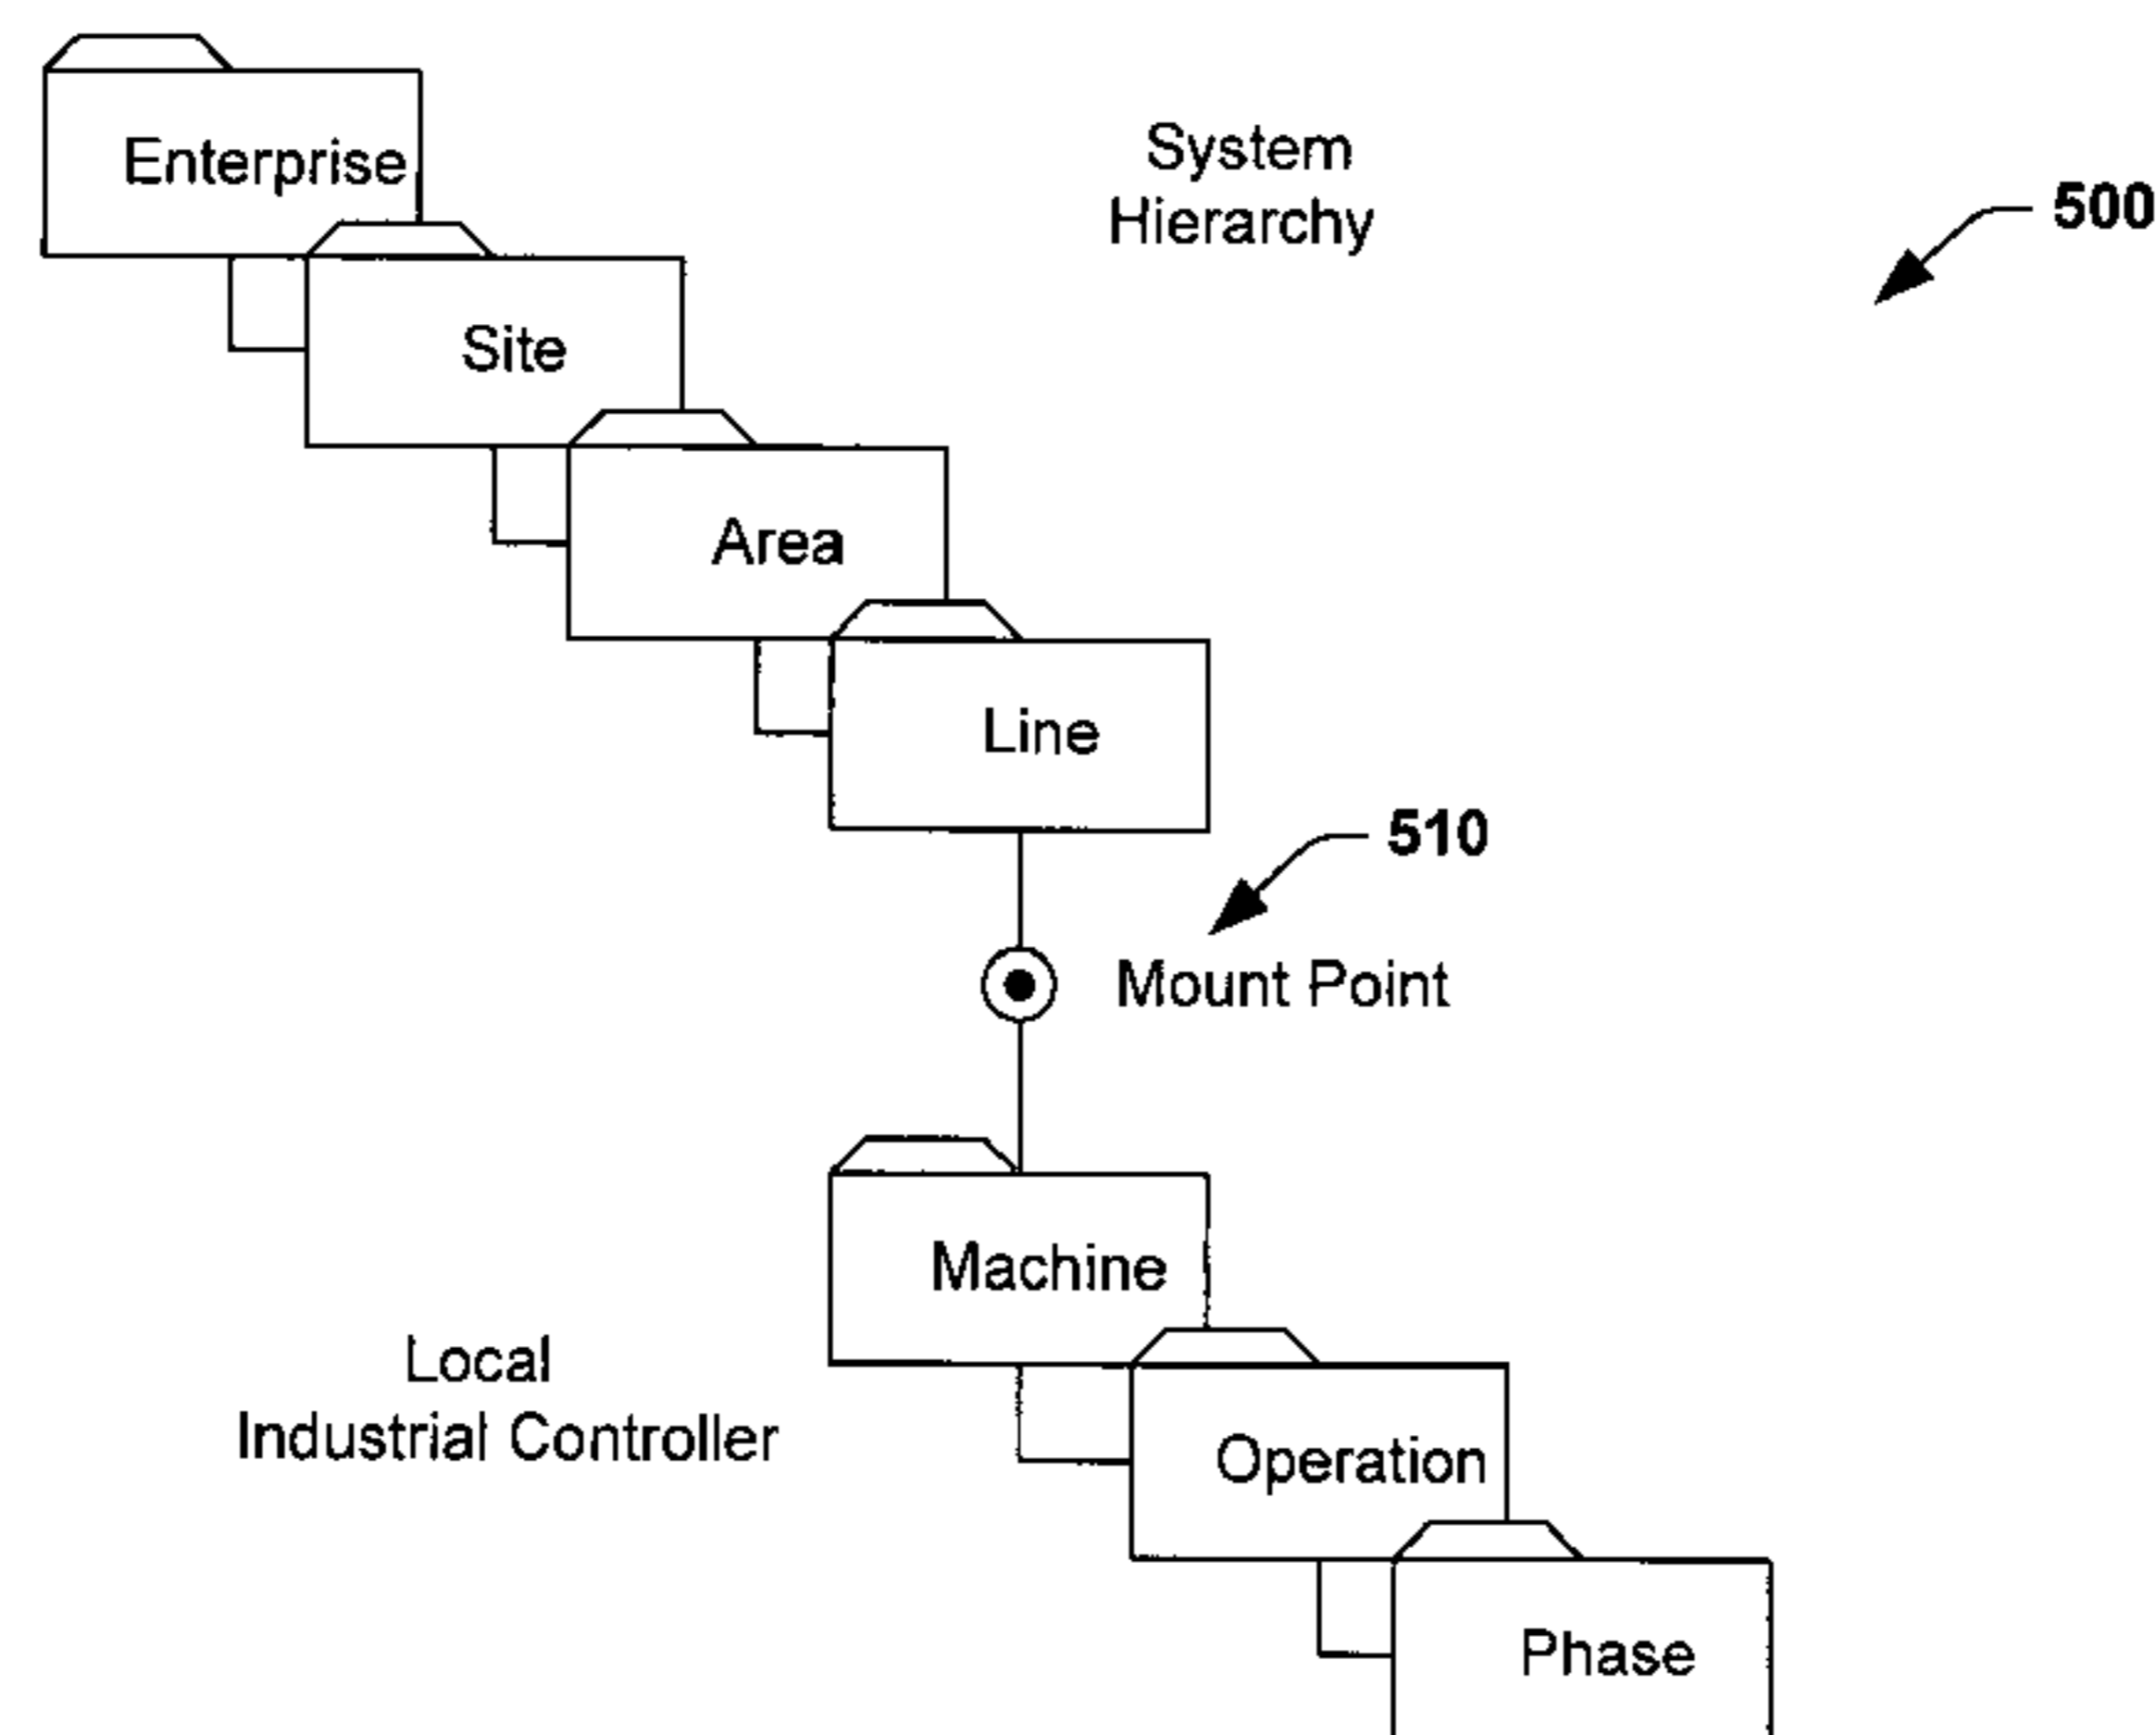 Enterprise
System
Hierarchy
500
Site
Area
Line
510
Mount Point
Machine
Local
Industrial Controller
Operation
Phase